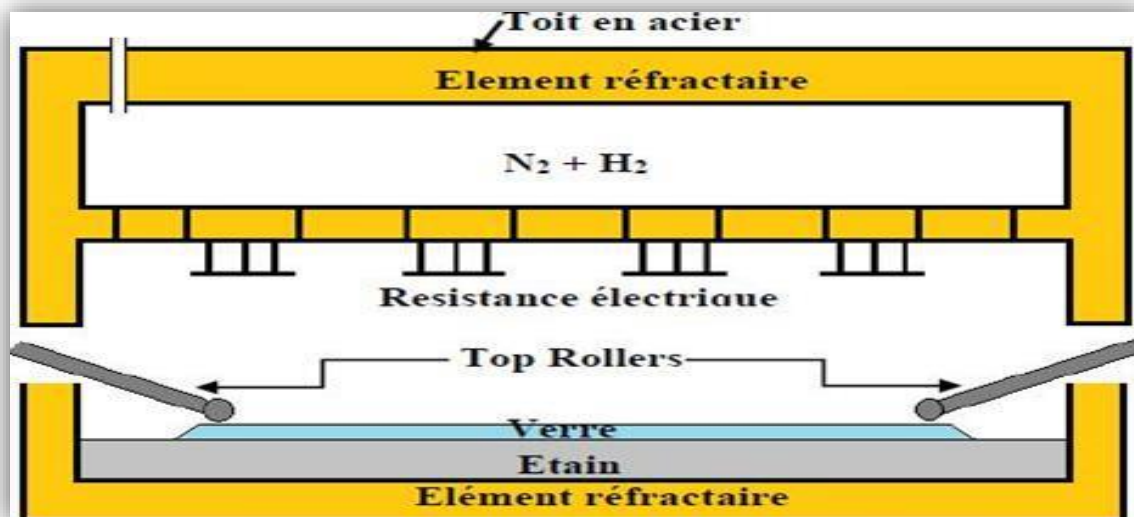 Toit en acier
Element réfractaire
N₂ + H₂
Resistance électrique
Top Rollers
Verre
Etain
Elément réfractaire